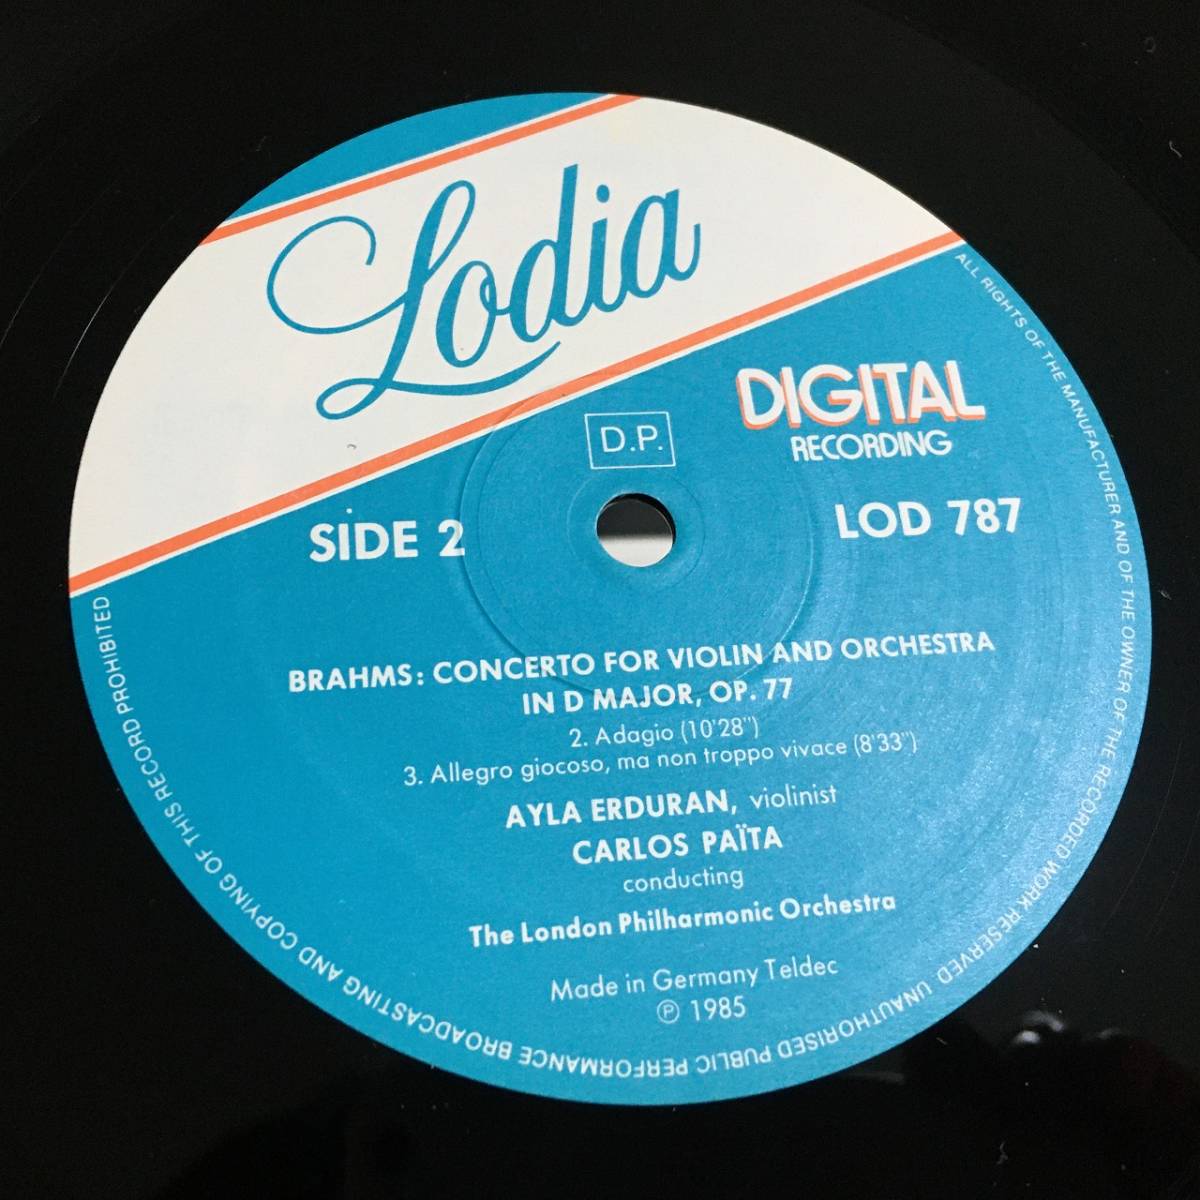 Lodia
DIGITAL
RECORDING
D.P.
SIDE 2
LOD 787
BRAHMS: CONCERTO FOR VIOLIN AND ORCHESTRA
IN D MAJOR, OP. 77
2. Adagio (10'28")
3. Allegro giocoso, ma non troppo vivace (8'33")
AYLA ERDURAN, violinist
CARLOS PAÏTA
conducting
The London Philharmonic Orchestra
Made in Germany Teldec
℗ 1985
ALL RIGHTS OF THE MANUFACTURER AND OF THE OWNER OF THE RECORDED WORK RESERVED UNAUTHORISED PUBLIC PERFORMANCE BROADCASTING AND COPYING OF THIS RECORD PROHIBITED